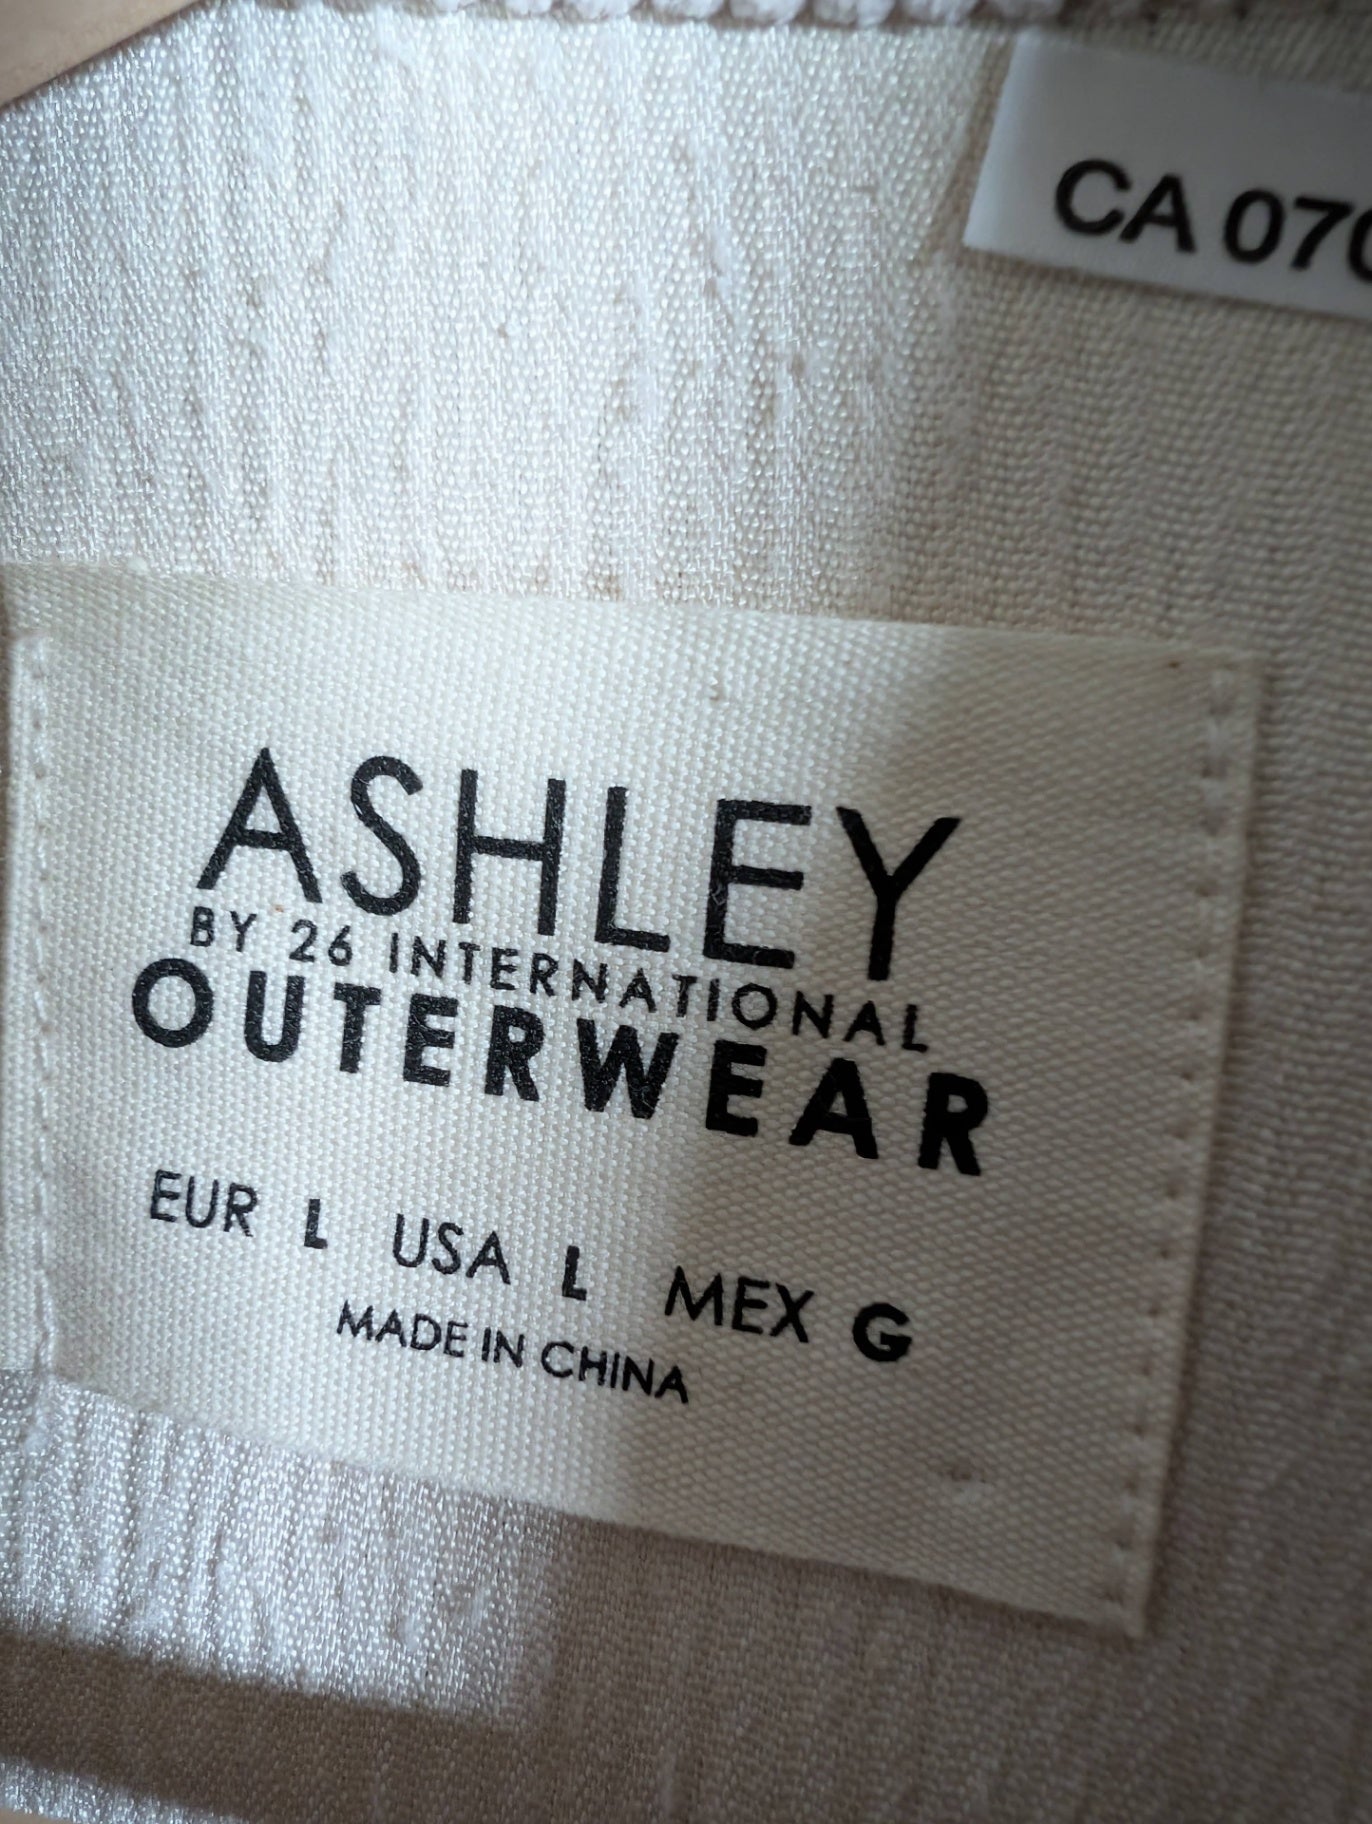 CA 070
ASHLEY
BY 26 INTERNATIONAL
OUTERWEAR
EUR L USA L MEX G
MADE IN CHINA